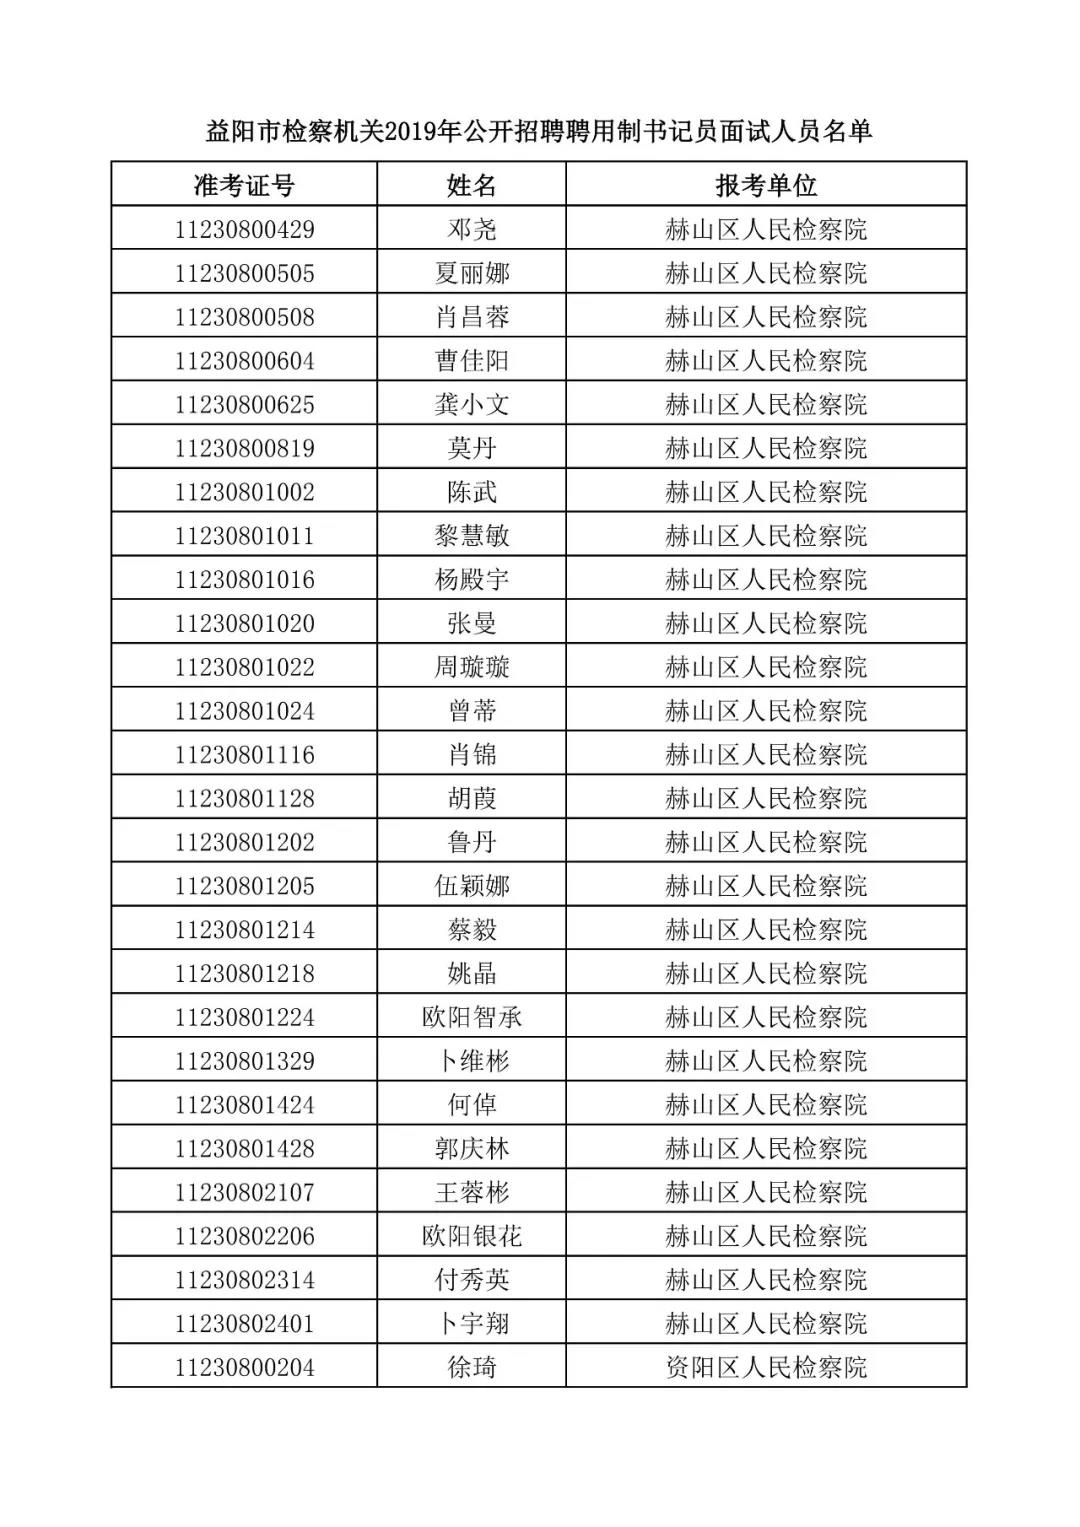 益阳市检察机关2019年公开招聘聘用制书记员面试人员名单
准考证号 姓名 报考单位
11230800429 邓尧 赫山区人民检察院
11230800505 夏丽娜 赫山区人民检察院
11230800508 肖昌蓉 赫山区人民检察院
11230800604 曹佳阳 赫山区人民检察院
11230800625 龚小文 赫山区人民检察院
11230800819 莫丹 赫山区人民检察院
11230801002 陈武 赫山区人民检察院
11230801011 黎慧敏 赫山区人民检察院
11230801016 杨殿宇 赫山区人民检察院
11230801020 张曼 赫山区人民检察院
11230801022 周璇璇 赫山区人民检察院
11230801024 曾蒂 赫山区人民检察院
11230801116 肖锦 赫山区人民检察院
11230801128 胡葭 赫山区人民检察院
11230801202 鲁丹 赫山区人民检察院
11230801205 伍颖娜 赫山区人民检察院
11230801214 蔡毅 赫山区人民检察院
11230801218 姚晶 赫山区人民检察院
11230801224 欧阳智承 赫山区人民检察院
11230801329 卜维彬 赫山区人民检察院
11230801424 何倬 赫山区人民检察院
11230801428 郭庆林 赫山区人民检察院
11230802107 王蓉彬 赫山区人民检察院
11230802206 欧阳银花 赫山区人民检察院
11230802314 付秀英 赫山区人民检察院
11230802401 卜宇翔 赫山区人民检察院
11230800204 徐琦 资阳区人民检察院